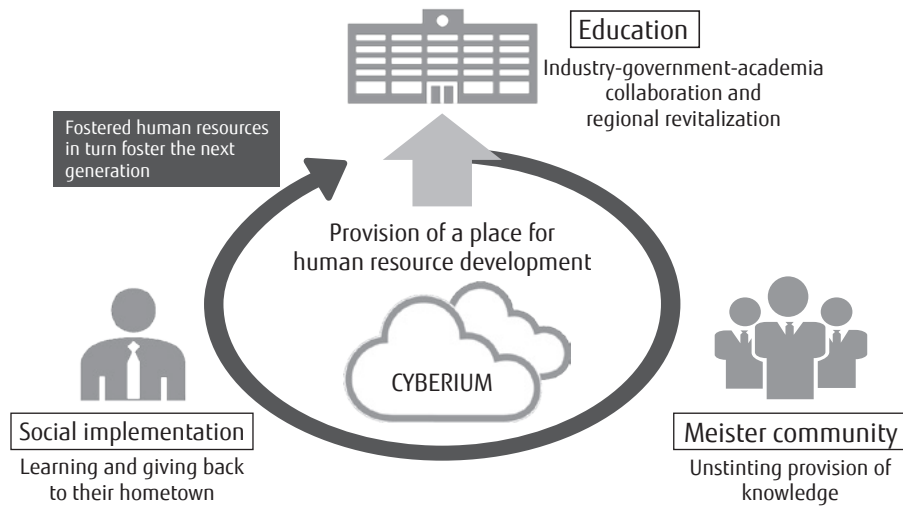 Education
Industry-government-academia
collaboration and
regional revitalization
Fostered human resources
in turn foster the next
generation
Provision of a place for
human resource development
CYBERIUM
Social implementation
Learning and giving back
to their hometown
Meister community
Unstinting provision of
knowledge